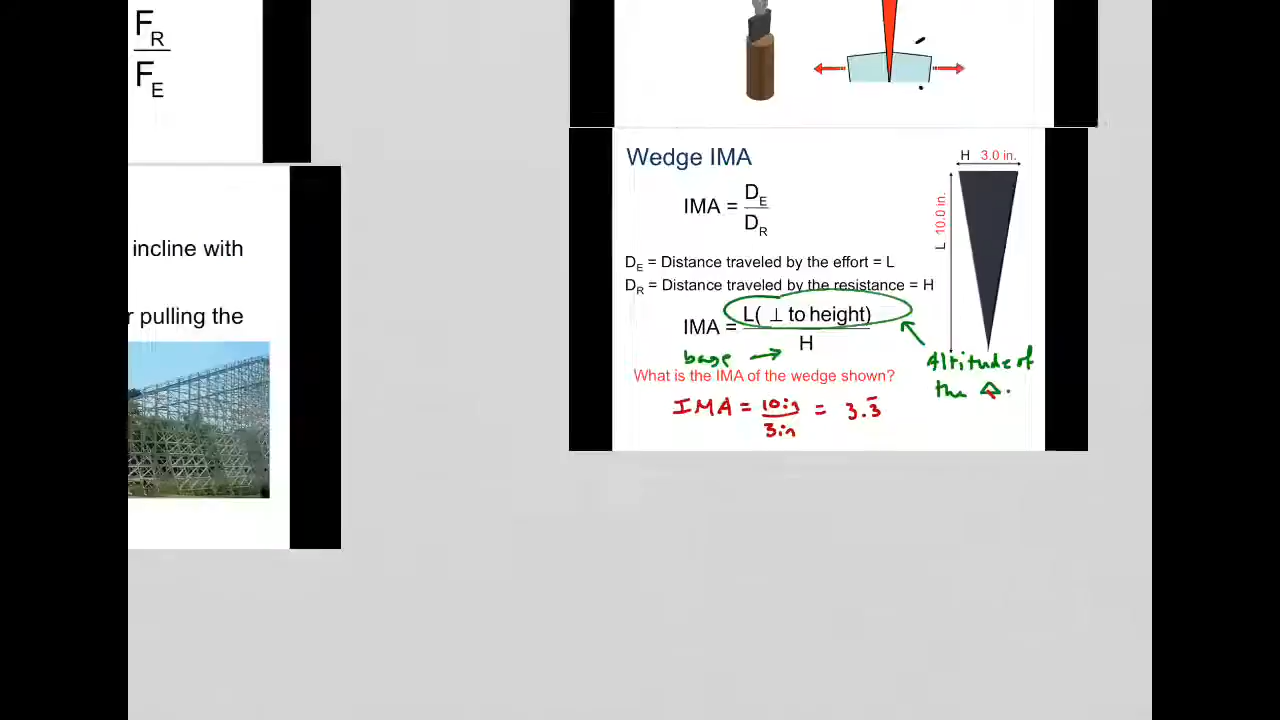 F_R
F_E
incline with
r pulling the
Wedge IMA
IMA = D_E / D_R
D_E = Distance traveled by the effort = L
D_R = Distance traveled by the resistance = H
IMA = L( ⊥ to height) / H
base →
What is the IMA of the wedge shown?
IMA = 10in / 3in = 3.3̄
H 3.0 in.
L 10.0 in.
Altitude of
the △.